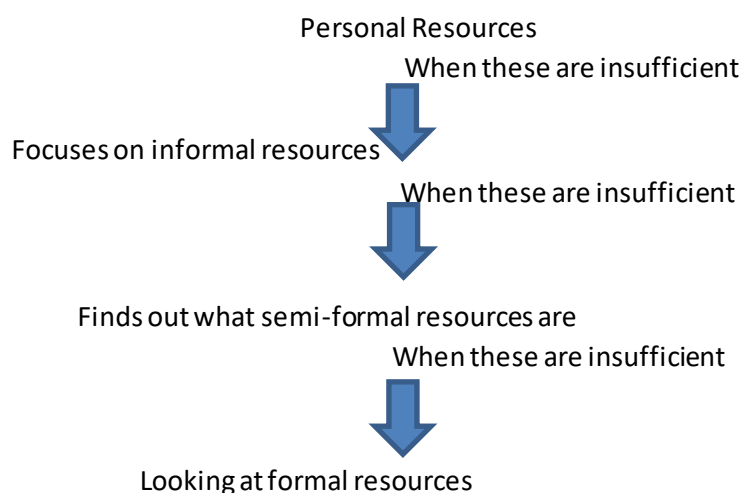 Personal Resources
When these are insufficient
Focuses on informal resources
When these are insufficient
Finds out what semi-formal resources are
When these are insufficient
Looking at formal resources